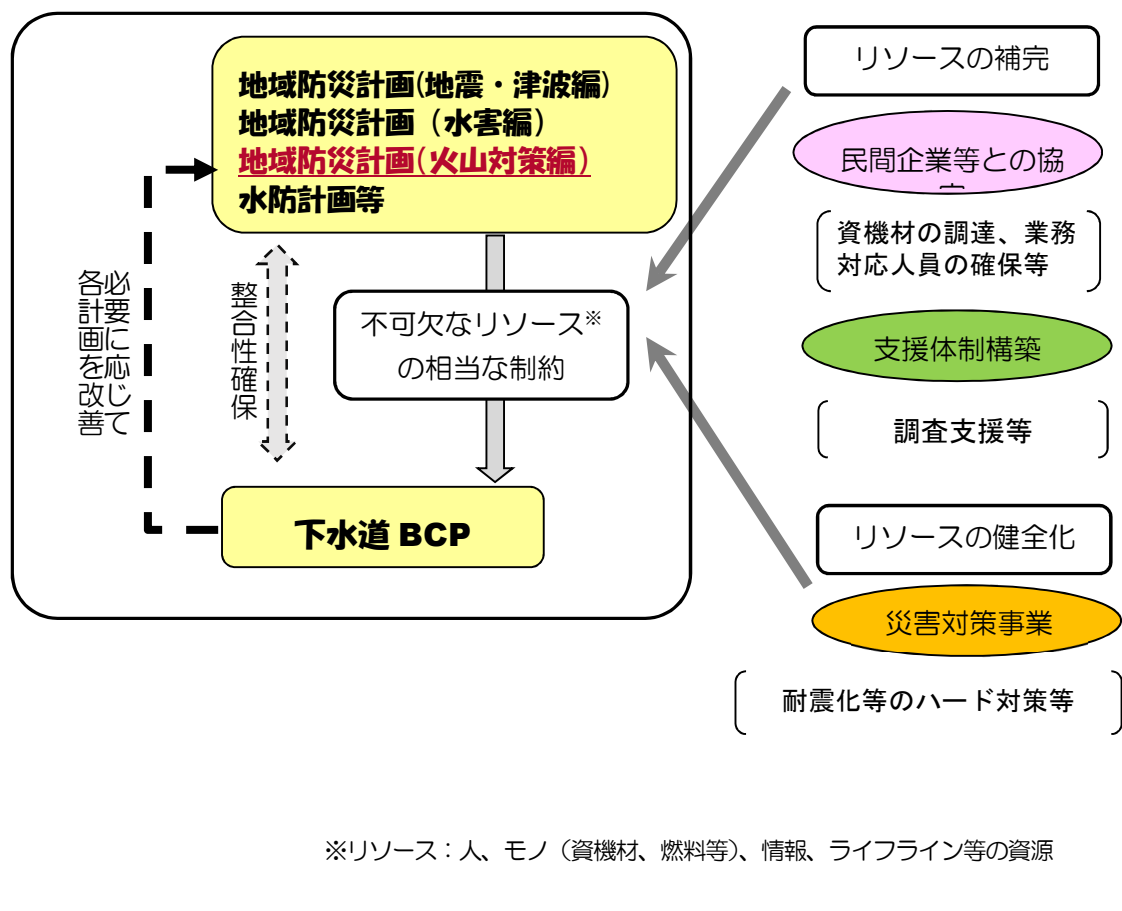 地域防災計画(地震・津波編)
地域防災計画（水害編）
地域防災計画(火山対策編)
水防計画等
必要に応じて
各計画を改善
整合性確保
不可欠なリソース※
の相当な制約
下水道 BCP
リソースの補完
民間企業等との協
資機材の調達、業務
対応人員の確保等
支援体制構築
調査支援等
リソースの健全化
災害対策事業
耐震化等のハード対策等
※リソース：人、モノ（資機材、燃料等）、情報、ライフライン等の資源